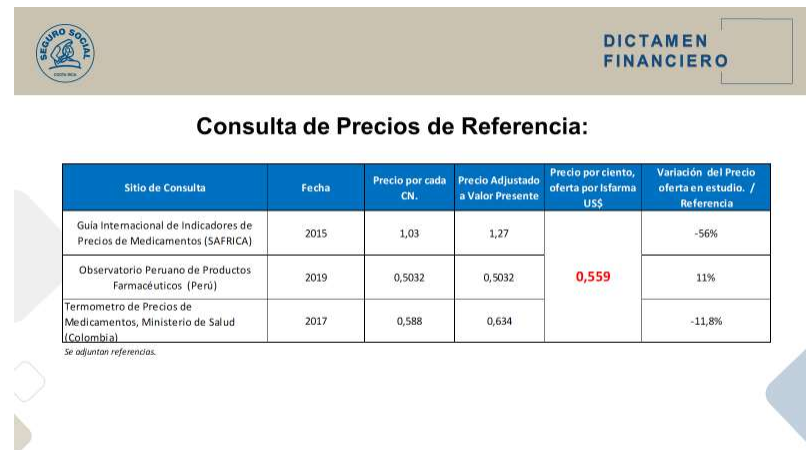 SEGURO SOCIAL
COSTA RICA
DICTAMEN
FINANCIERO
Consulta de Precios de Referencia:
Sitio de Consulta
Fecha
Precio por cada
CN.
Precio Adjustado
a Valor Presente
Precio por ciento,
oferta por Isfarma
US$
Variación del Precio
oferta en estudio. /
Referencia
Guía Internacional de Indicadores de
Precios de Medicamentos (SAFRICA)
2015
1,03
1,27
0,559
-56%
Observatorio Peruano de Productos
Farmacéuticos (Perú)
2019
0,5032
0,5032
11%
Termometro de Precios de
Medicamentos, Ministerio de Salud
(Colombia)
2017
0,588
0,634
-11,8%
Se adjuntan referencias.